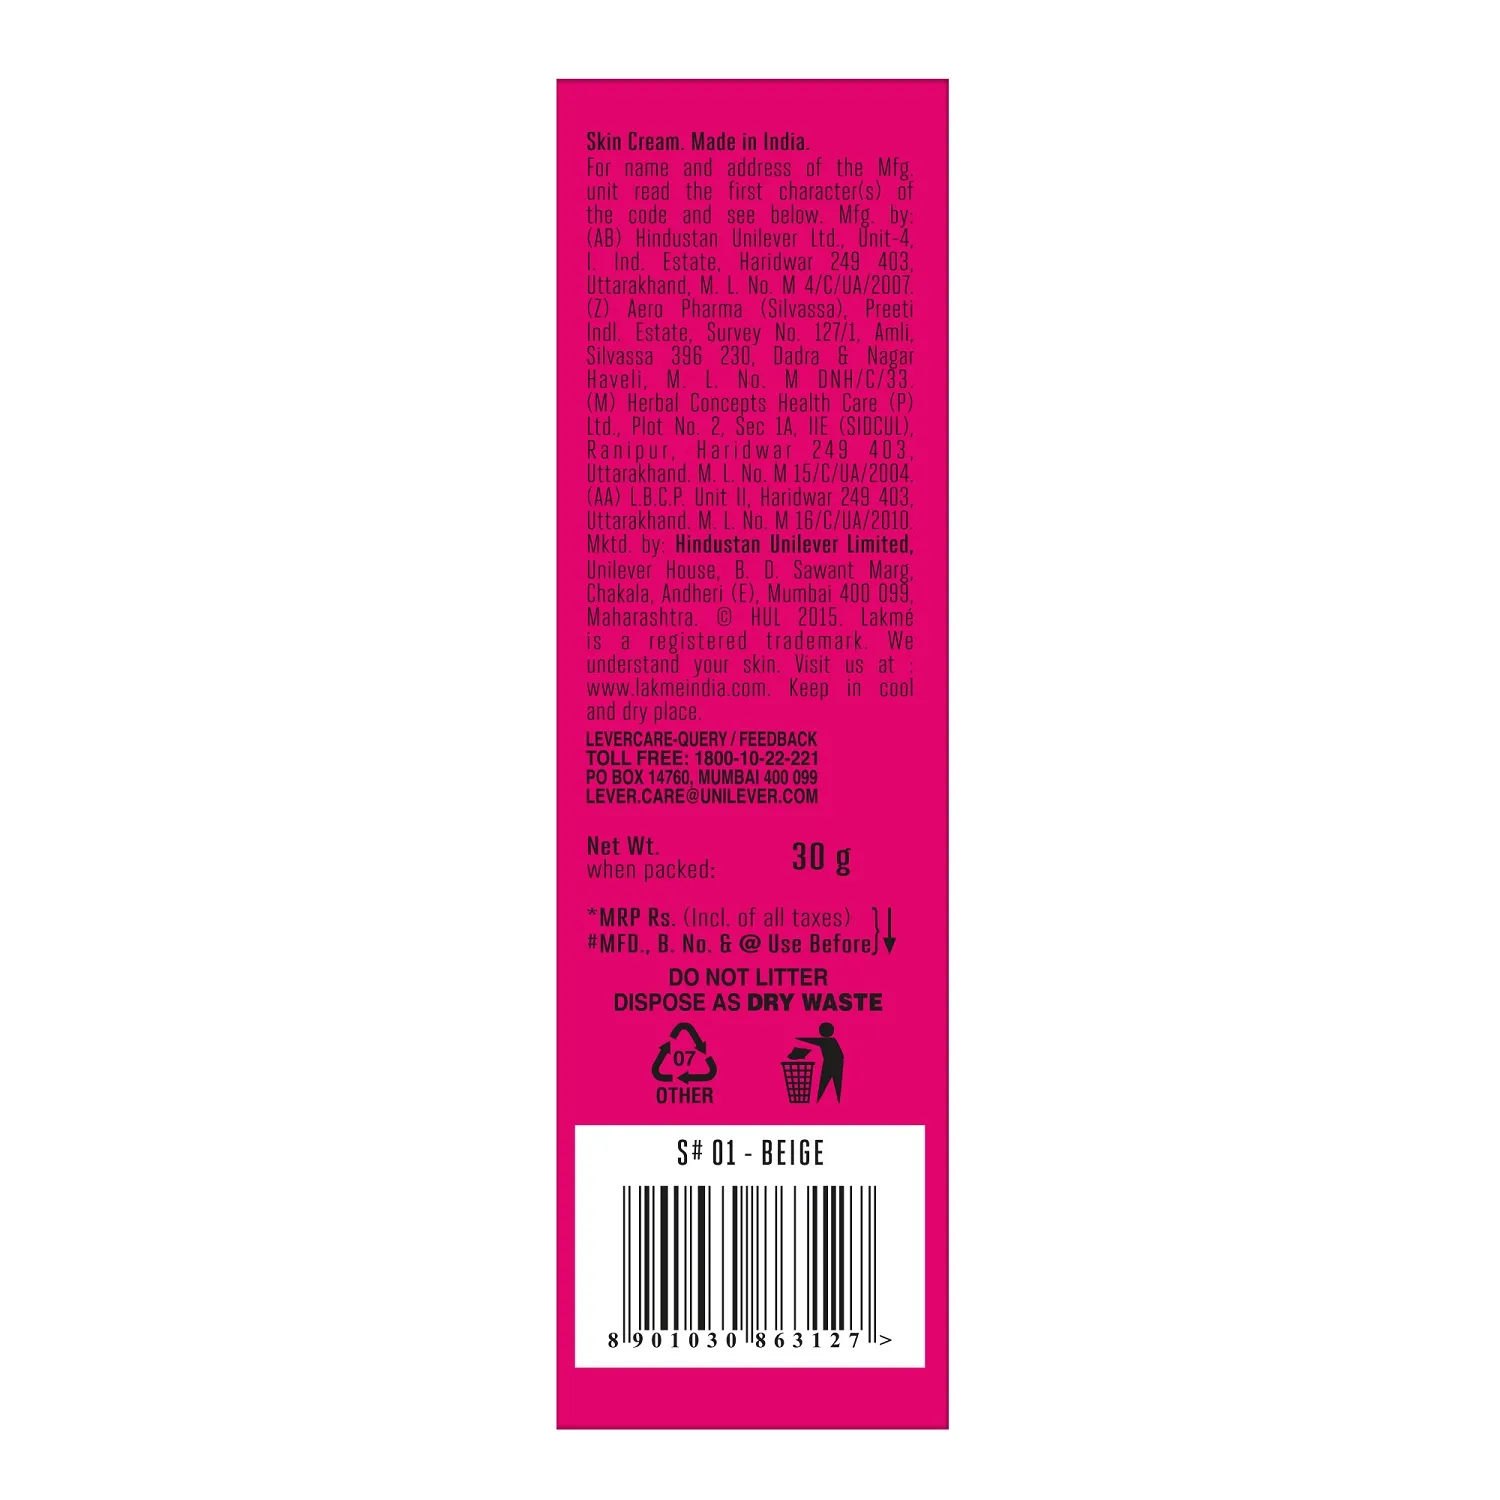 Skin Cream. Made in India.
For name and address of the Mfg.
unit read the first character(s) of
the code and see below. Mfg. by:
(AB) Hindustan Unilever Ltd., Unit-4,
I. Ind. Estate, Haridwar 249 403,
Uttarakhand, M. L. No. M 4/C/UA/2007.
(Z) Aero Pharma (Silvassa), Preeti
Indl. Estate, Survey No. 127/1, Amli,
Silvassa 396 230, Dadra & Nagar
Haveli, M. L. No. M DNH/C/33.
(M) Herbal Concepts Health Care (P)
Ltd., Plot No. 2, Sec 1A, IIE (SIDCUL),
Ranipur, Haridwar 249 403,
Uttarakhand. M. L. No. M 15/C/UA/2004.
(AA) L.B.C.P. Unit II, Haridwar 249 403,
Uttarakhand. M. L. No. M 16/C/UA/2010.
Mktd. by: Hindustan Unilever Limited,
Unilever House, B. D. Sawant Marg,
Chakala, Andheri (E), Mumbai 400 099,
Maharashtra. © HUL 2015. Lakmé
is a registered trademark. We
understand your skin. Visit us at :
www.lakmeindia.com. Keep in cool
and dry place.
LEVERCARE-QUERY / FEEDBACK
TOLL FREE: 1800-10-22-221
PO BOX 14760, MUMBAI 400 099
LEVER.CARE@UNILEVER.COM
Net Wt.
when packed: 30 g
*MRP Rs. (Incl. of all taxes)
#MFD., B. No. & @ Use Before
DO NOT LITTER
DISPOSE AS DRY WASTE
07
OTHER
S# 01 - BEIGE
8 901030 863127 >